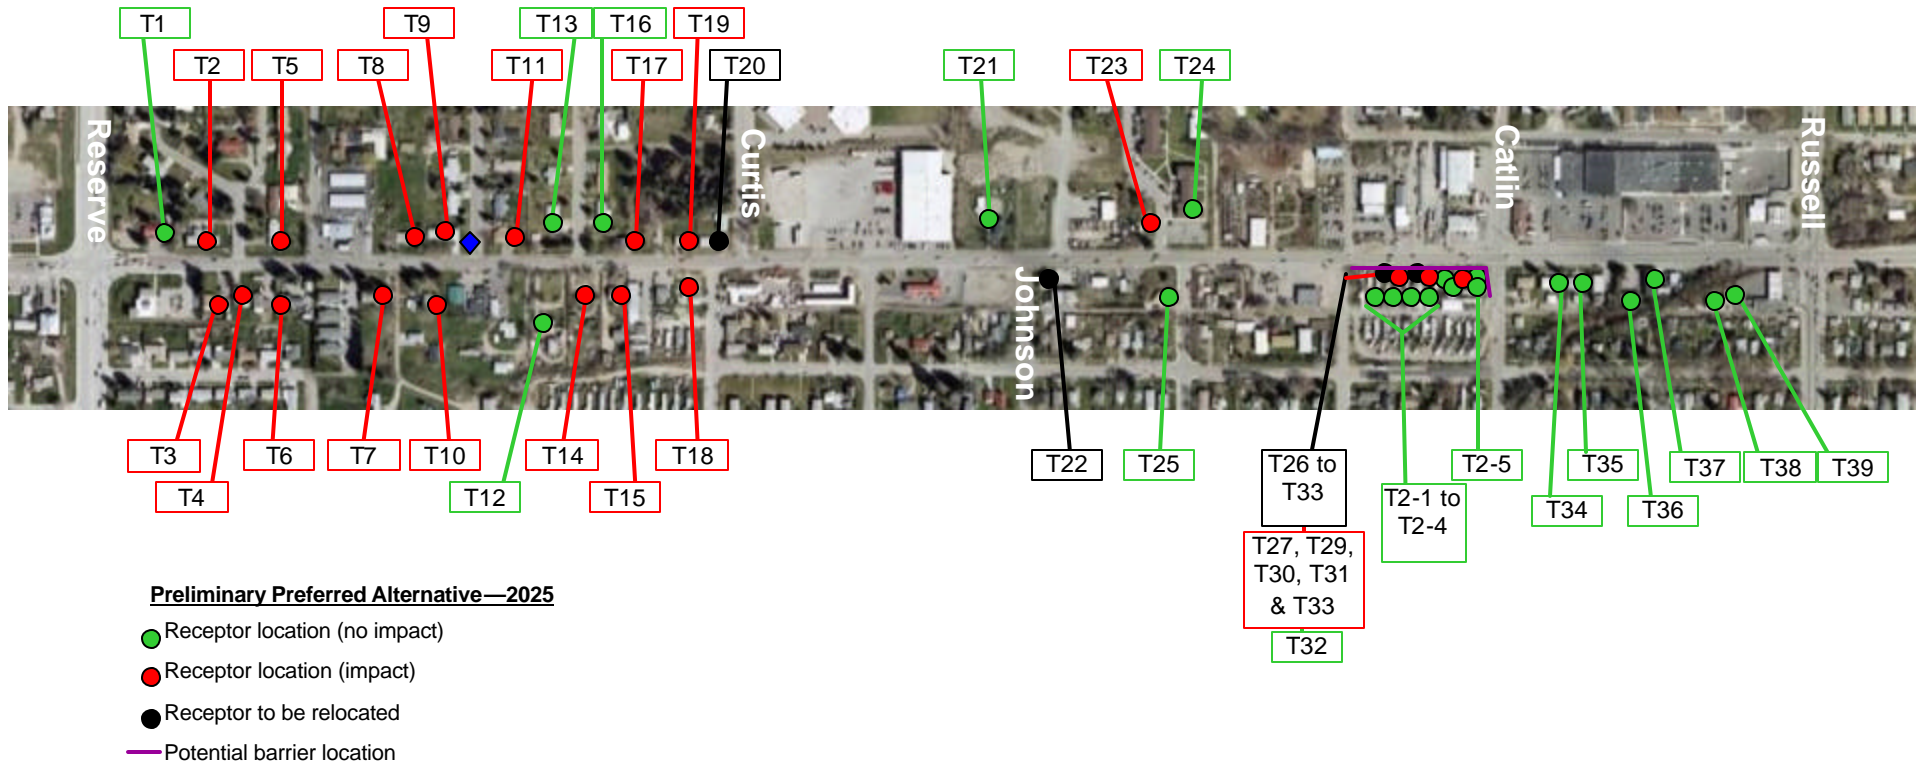 T1
T9
T13
T16
T19
T2
T5
T8
T11
T17
T20
T21
T23
T24
Reserve
Curtis
Johnson
Catlin
Russell
T3
T6
T7
T10
T14
T18
T4
T12
T15
T22
T25
T26 to
T33
T27, T29,
T30, T31
& T33
T32
T2-1 to
T2-4
T2-5
T34
T35
T36
T37
T38
T39
Preliminary Preferred Alternative—2025
Receptor location (no impact)
Receptor location (impact)
Receptor to be relocated
Potential barrier location